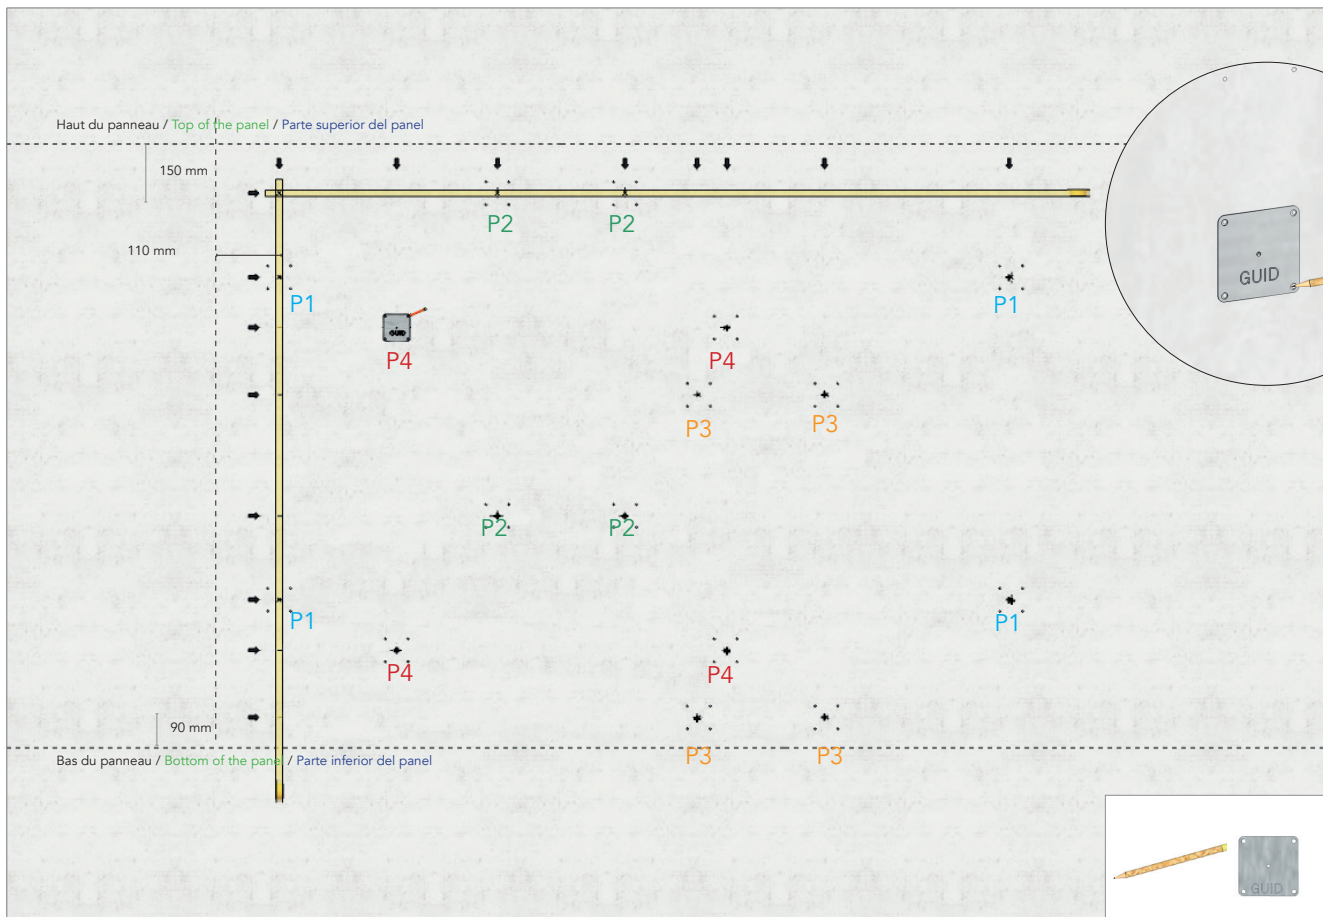 Haut du panneau / Top of the panel / Parte superior del panel
150 mm
P2 P2
110 mm
GUID
P1 P1
GUID
P4 P4
P3 P3
P2 P2
P1 P1
P4 P4
90 mm
P3 P3
Bas du panneau / Bottom of the panel / Parte inferior del panel
GUID